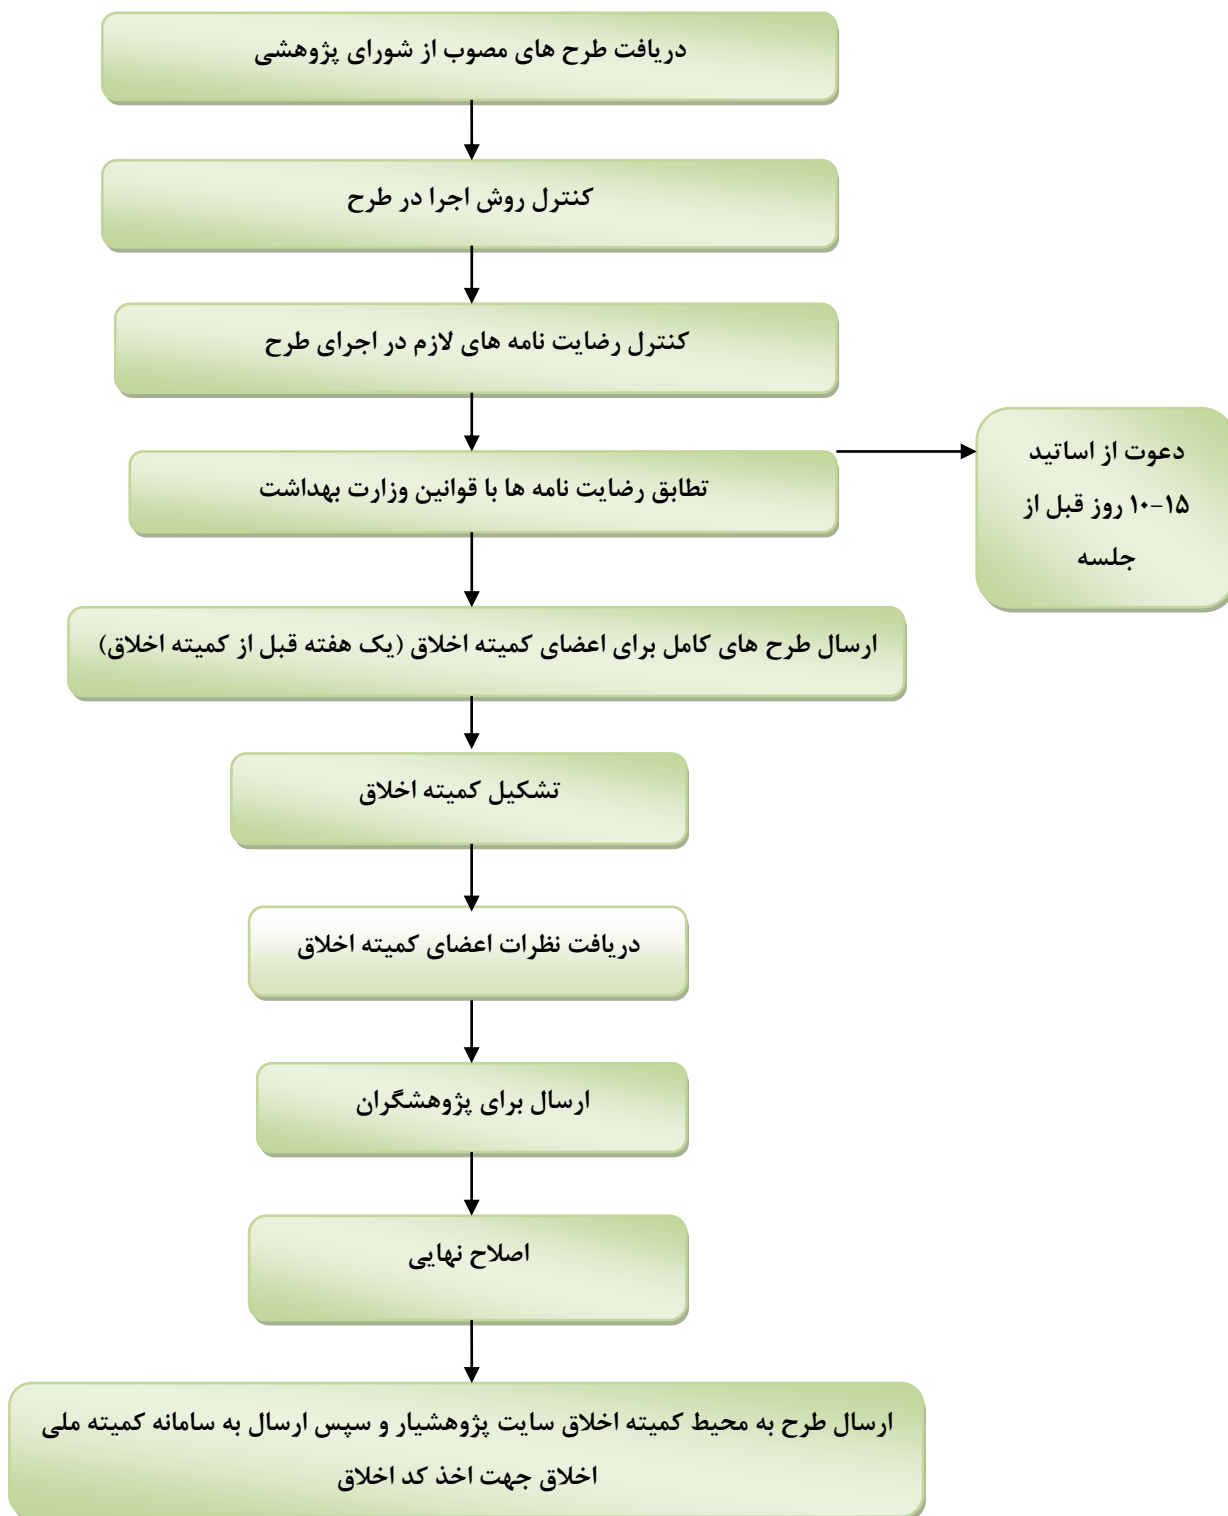 دریافت طرح های مصوب از شورای پژوهشی
کنترل روش اجرا در طرح
کنترل رضایت نامه های لازم در اجرای طرح
تطابق رضایت نامه ها با قوانین وزارت بهداشت
دعوت از اساتید
۱۰-۱۵ روز قبل از
جلسه
ارسال طرح های کامل برای اعضای کمیته اخلاق (یک هفته قبل از کمیته اخلاق)
تشکیل کمیته اخلاق
دریافت نظرات اعضای کمیته اخلاق
ارسال برای پژوهشگران
اصلاح نهایی
ارسال طرح به محیط کمیته اخلاق سایت پژوهشیار و سپس ارسال به سامانه کمیته ملی
اخلاق جهت اخذ کد اخلاق